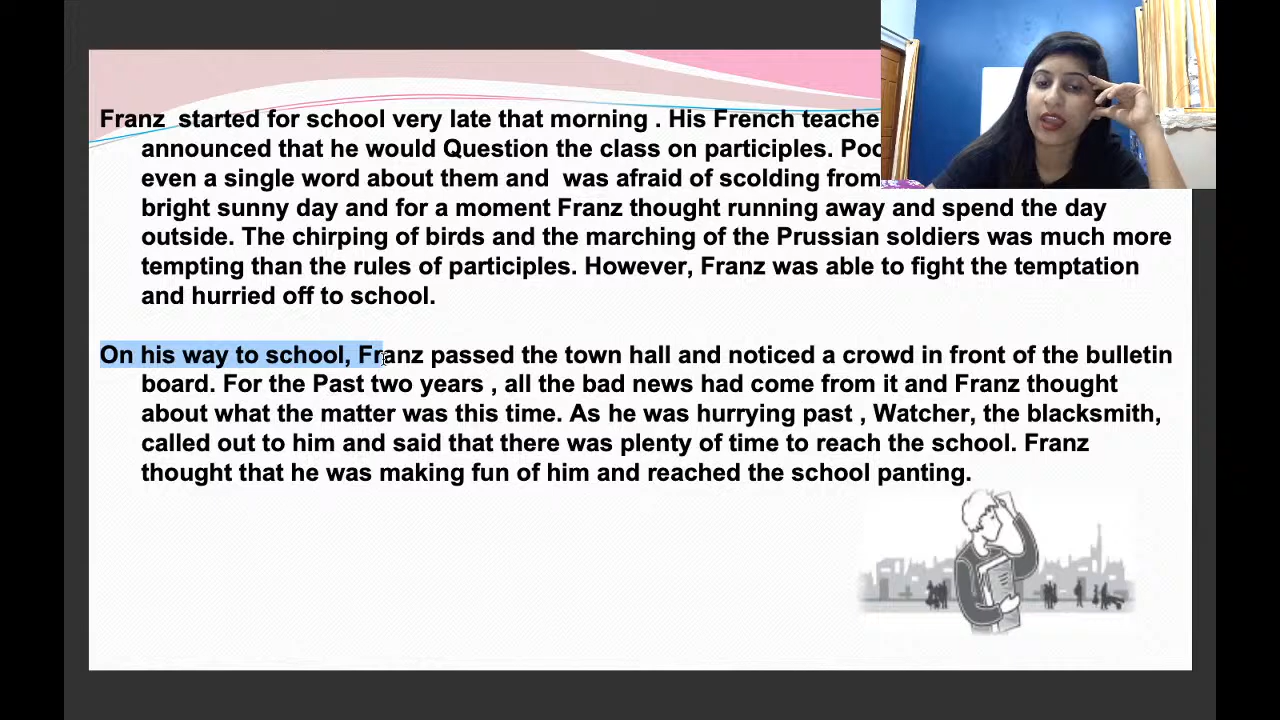 Franz started for school very late that morning . His French
announced that he would Question the class on participles.
even a single word about them and was afraid of scolding from
bright sunny day and for a moment Franz thought running away and spend the day
outside. The chirping of birds and the marching of the Prussian soldiers was much more
tempting than the rules of participles. However, Franz was able to fight the temptation
and hurried off to school.
On his way to school, Franz passed the town hall and noticed a crowd in front of the bulletin
board. For the Past two years , all the bad news had come from it and Franz thought
about what the matter was this time. As he was hurrying past , Watcher, the blacksmith,
called out to him and said that there was plenty of time to reach the school. Franz
thought that he was making fun of him and reached the school panting.